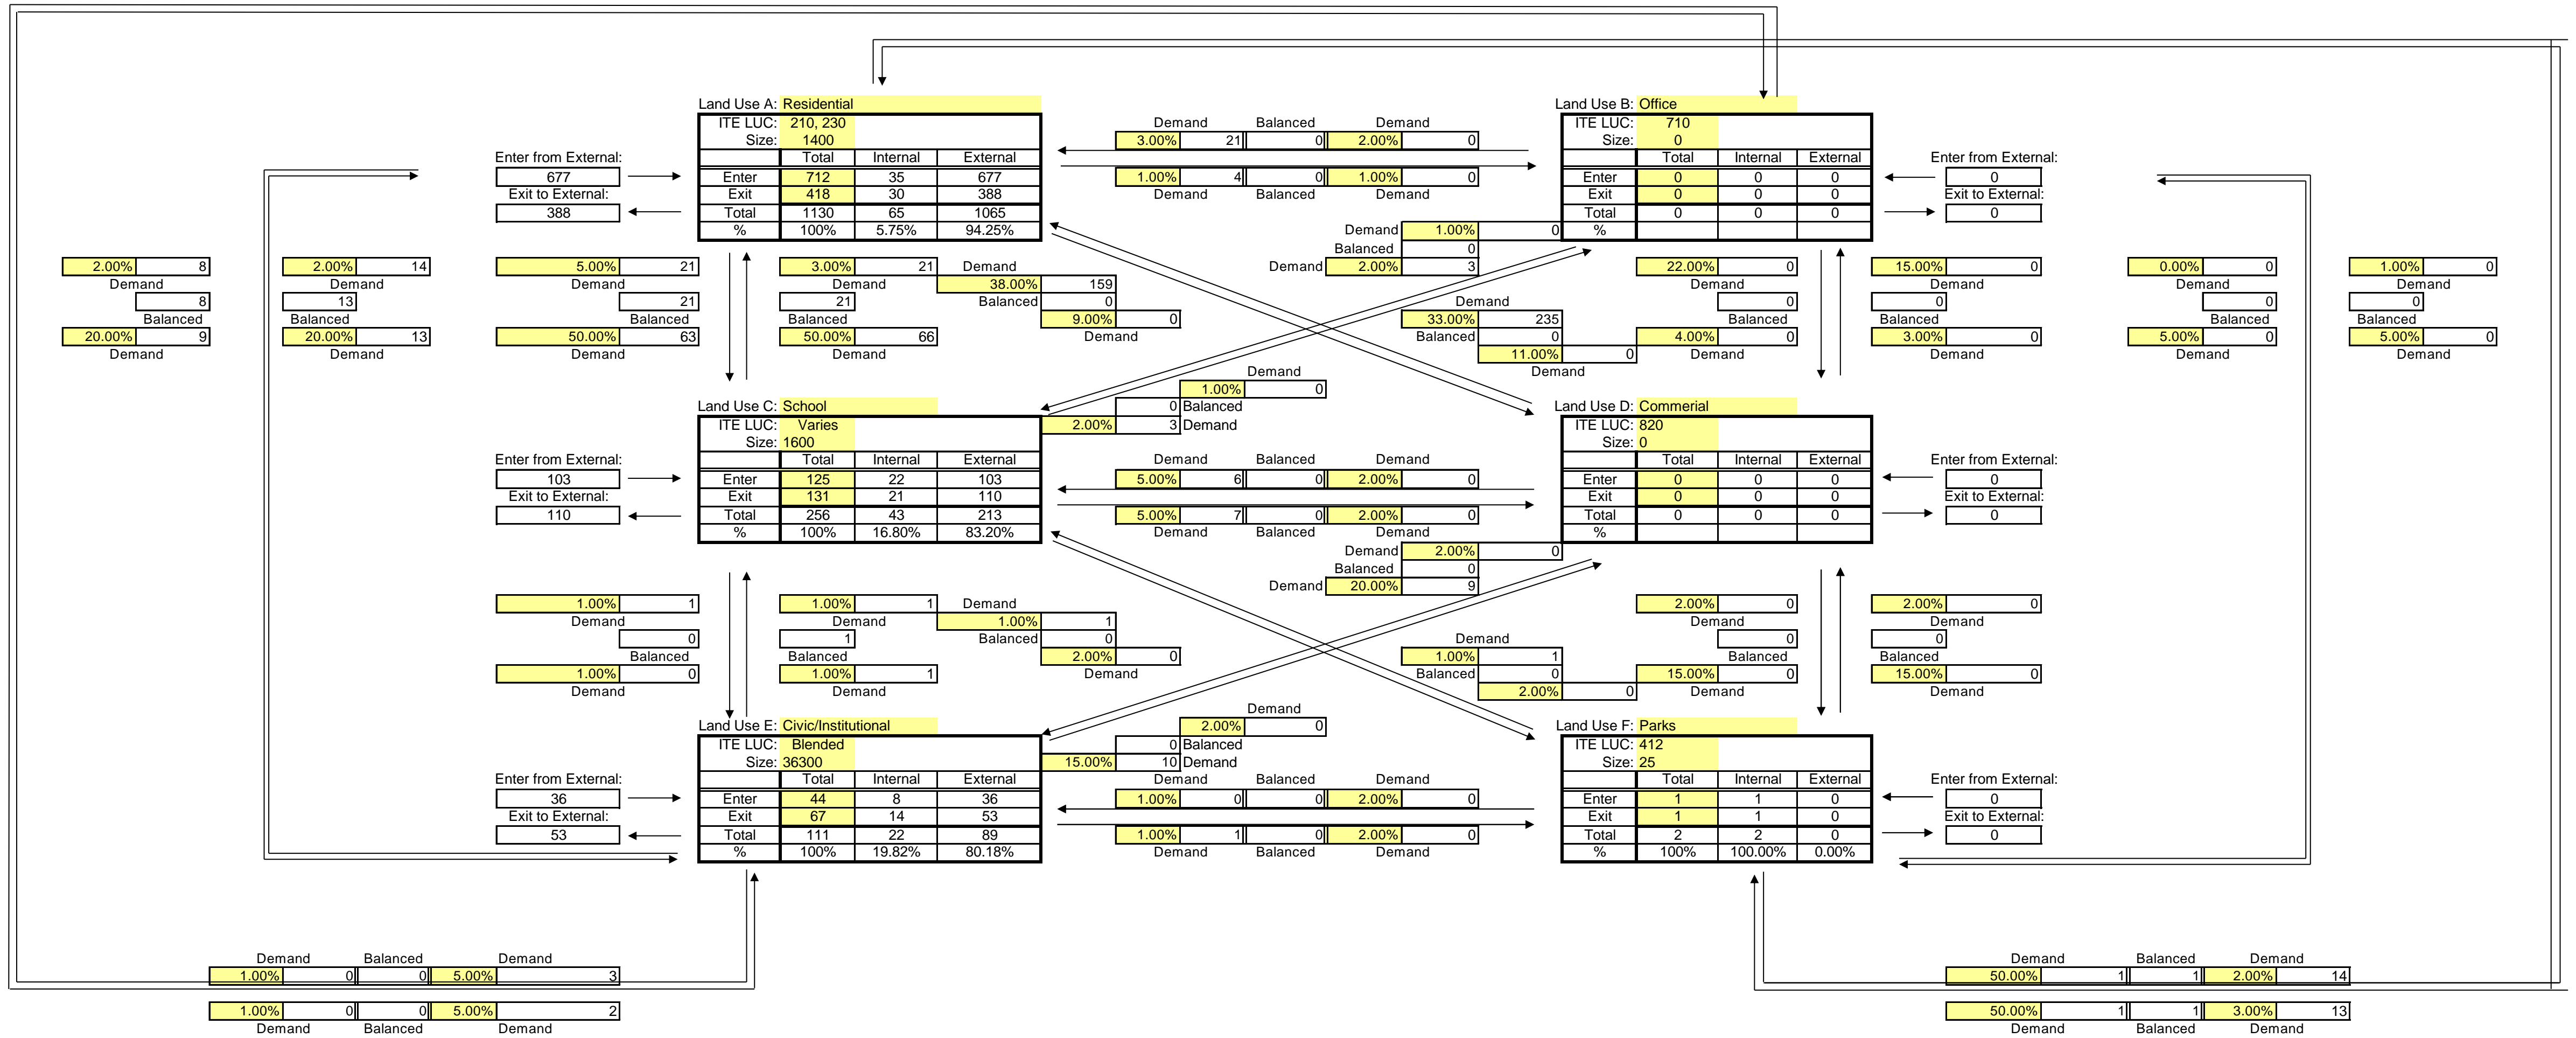 Land Use A: Residential
ITE LUC: 210, 230
Size: 1400
Total Internal External
Enter 712 35 677
Exit 418 30 388
Total 1130 65 1065
% 100% 5.75% 94.25%
Enter from External:
677
Exit to External:
388
Demand Balanced Demand
3.00% 21 0 2.00% 0
1.00% 4 0 1.00% 0
Demand Balanced Demand
Land Use B: Office
ITE LUC: 710
Size: 0
Total Internal External
Enter 0 0 0
Exit 0 0 0
Total 0 0 0
%
Enter from External:
0
Exit to External:
0
Demand 1.00% 0
Balanced 0
Demand 2.00% 3
2.00% 8
Demand
8
Balanced
20.00% 9
Demand
2.00% 14
Demand
13
Balanced
20.00% 13
Demand
5.00% 21
Demand
21
Balanced
50.00% 63
Demand
3.00% 21
Demand
21
Balanced
50.00% 66
Demand
Demand
38.00% 159
Balanced 0
9.00% 0
Demand
Demand
33.00% 235
Balanced 0
11.00% 0
Demand
22.00% 0
Demand
0
Balanced
4.00% 0
Demand
15.00% 0
Demand
0
Balanced
3.00% 0
Demand
0.00% 0
Demand
0
Balanced
5.00% 0
Demand
1.00% 0
Demand
0
Balanced
5.00% 0
Demand
Demand
1.00% 0
0 Balanced
2.00% 3 Demand
Land Use C: School
ITE LUC: Varies
Size: 1600
Total Internal External
Enter 125 22 103
Exit 131 21 110
Total 256 43 213
% 100% 16.80% 83.20%
Enter from External:
103
Exit to External:
110
Demand Balanced Demand
5.00% 6 0 2.00% 0
5.00% 7 0 2.00% 0
Demand Balanced Demand
Land Use D: Commerial
ITE LUC: 820
Size: 0
Total Internal External
Enter 0 0 0
Exit 0 0 0
Total 0 0 0
%
Enter from External:
0
Exit to External:
0
Demand 2.00% 0
Balanced 0
Demand 20.00% 9
1.00% 1
Demand
0
Balanced
1.00% 0
Demand
1.00% 1
Demand
1
Balanced
1.00% 1
Demand
Demand
1.00% 1
Balanced 0
2.00% 0
Demand
Demand
1.00% 1
Balanced 0
2.00% 0
2.00% 0
Demand
0
Balanced
15.00% 0
Demand
2.00% 0
Demand
0
Balanced
15.00% 0
Demand
Demand
2.00% 0
0 Balanced
15.00% 10 Demand
Land Use E: Civic/Institutional
ITE LUC: Blended
Size: 36300
Total Internal External
Enter 44 8 36
Exit 67 14 53
Total 111 22 89
% 100% 19.82% 80.18%
Enter from External:
36
Exit to External:
53
Demand Balanced Demand
1.00% 0 0 2.00% 0
1.00% 1 0 2.00% 0
Demand Balanced Demand
Land Use F: Parks
ITE LUC: 412
Size: 25
Total Internal External
Enter 1 1 0
Exit 1 1 0
Total 2 2 0
% 100% 100.00% 0.00%
Enter from External:
0
Exit to External:
0
Demand Balanced Demand
1.00% 0 0 5.00% 3
1.00% 0 0 5.00% 2
Demand Balanced Demand
Demand Balanced Demand
50.00% 1 1 2.00% 14
50.00% 1 1 3.00% 13
Demand Balanced Demand